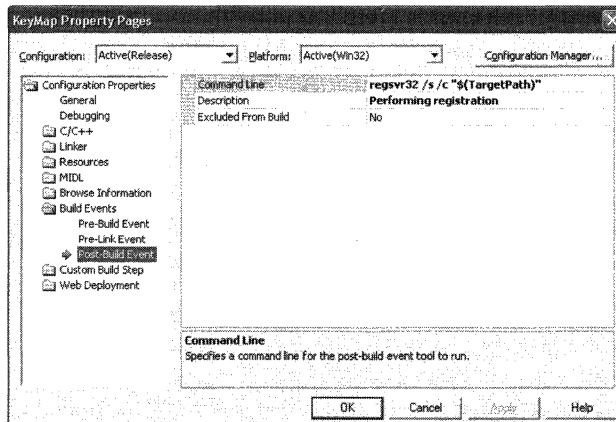 KeyMap Property Pages
Configuration: Active(Release) Platform: Active(Win32) Configuration Manager...
Configuration Properties
General
Debugging
C/C++
Linker
Resources
MIDL
Browse Information
Build Events
Pre-Build Event
Pre-Link Event
Post-Build Event
Custom Build Step
Web Deployment
Command Line regsvr32 /s /c "$(TargetPath)"
Description Performing registration
Excluded From Build No
Command Line
Specifies a command line for the post-build event tool to run.
OK Cancel Apply Help